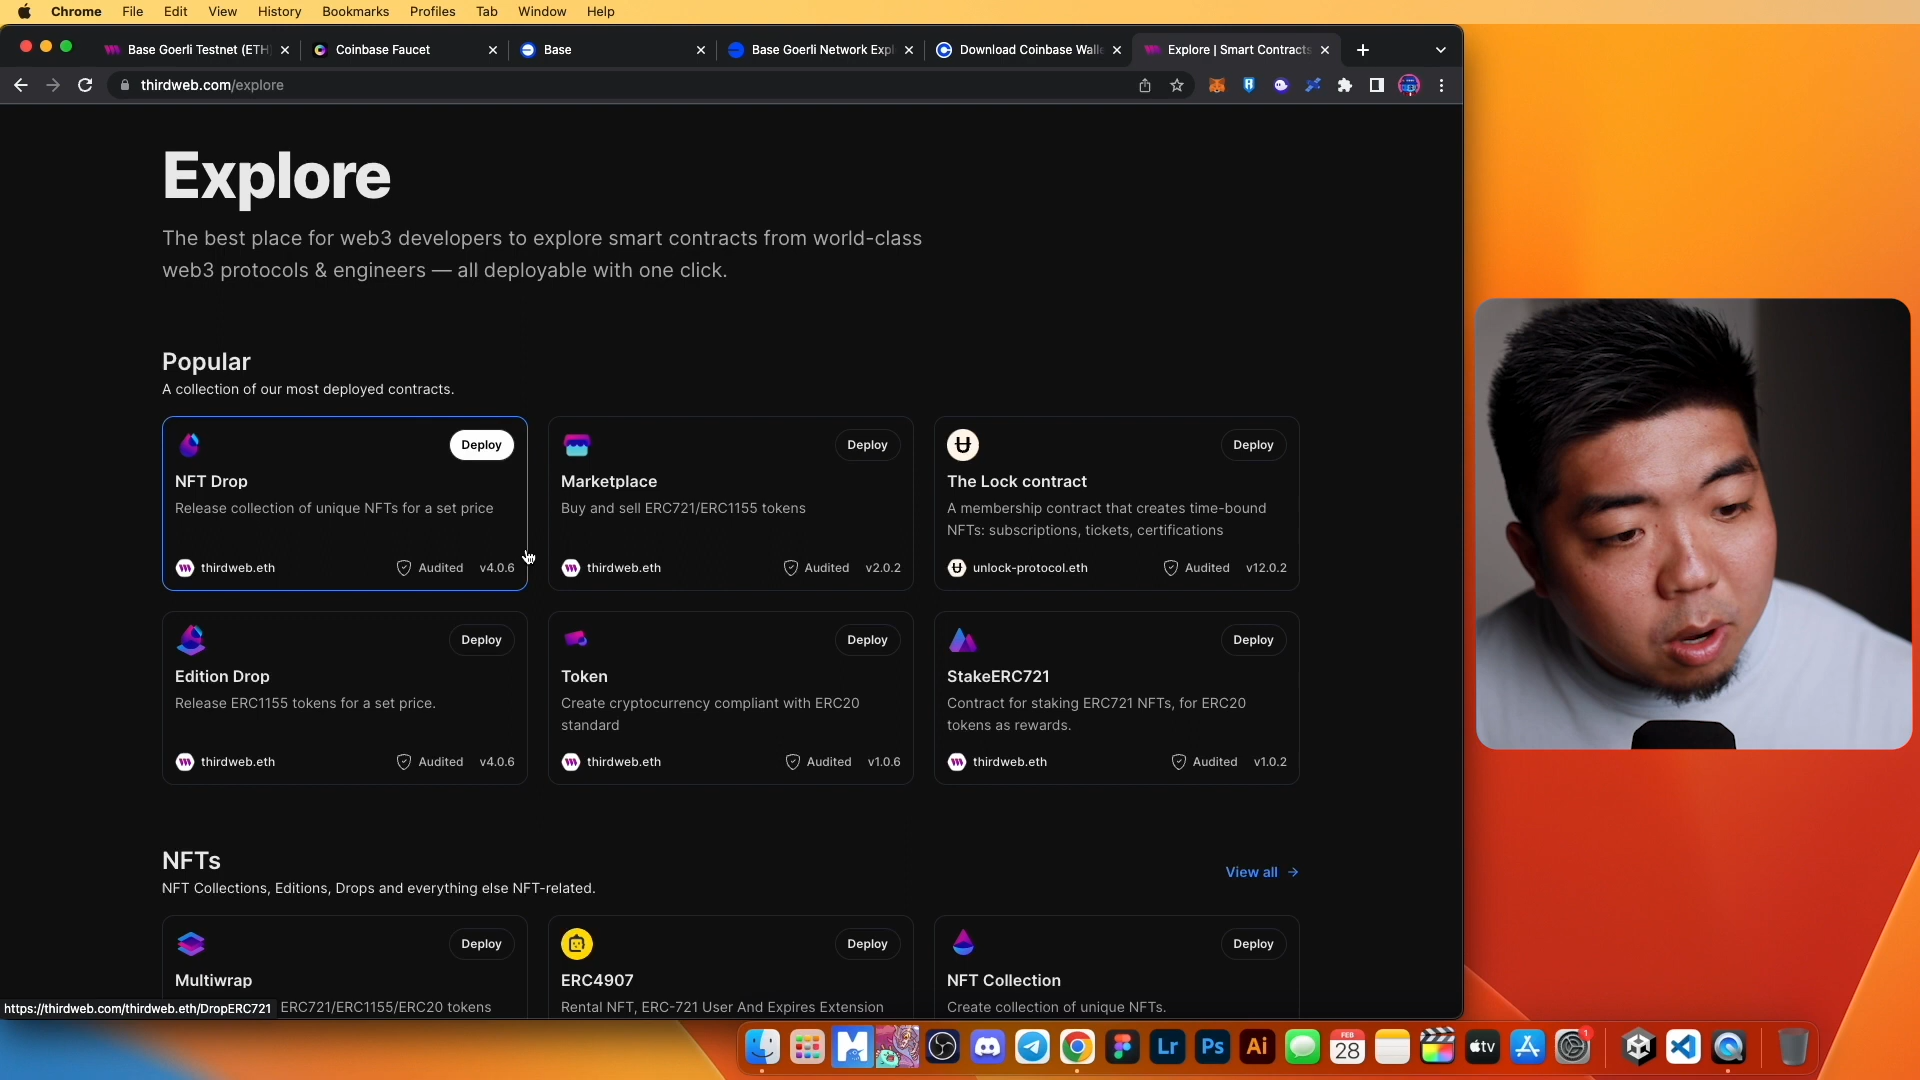 Chrome File Edit View History Bookmarks Profiles Tab Window Help
Base Goerli Testnet (ETH Coinbase Faucet Base Base Goerli Network Expl Download Coinbase Walle Explore | Smart Contracts
thirdweb.com/explore
Explore
The best place for web3 developers to explore smart contracts from world-class
web3 protocols & engineers — all deployable with one click.
Popular
A collection of our most deployed contracts.
Deploy
NFT Drop
Release collection of unique NFTs for a set price
thirdweb.eth Audited v4.0.6
Deploy
Marketplace
Buy and sell ERC721/ERC1155 tokens
thirdweb.eth Audited v2.0.2
Deploy
The Lock contract
A membership contract that creates time-bound
NFTs: subscriptions, tickets, certifications
unlock-protocol.eth Audited v12.0.2
Deploy
Edition Drop
Release ERC1155 tokens for a set price.
thirdweb.eth Audited v4.0.6
Deploy
Token
Create cryptocurrency compliant with ERC20
standard
thirdweb.eth Audited v1.0.6
Deploy
StakeERC721
Contract for staking ERC721 NFTs, for ERC20
tokens as rewards.
thirdweb.eth Audited v1.0.2
NFTs
NFT Collections, Editions, Drops and everything else NFT-related.
View all
Deploy
Multiwrap
ERC721/ERC1155/ERC20 tokens
Deploy
ERC4907
Rental NFT, ERC-721 User And Expires Extension
Deploy
NFT Collection
Create collection of unique NFTs.
https://thirdweb.com/thirdweb.eth/DropERC721
Lr Ps Ai FEB 28 tv 1